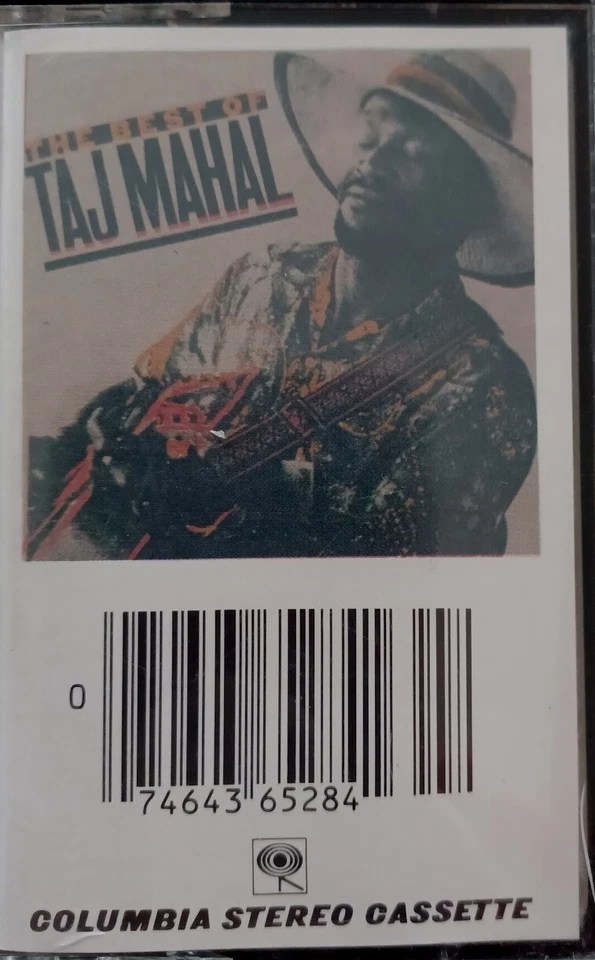 THE BEST OF
TAJ MAHAL
0 74643 65284
COLUMBIA STEREO CASSETTE